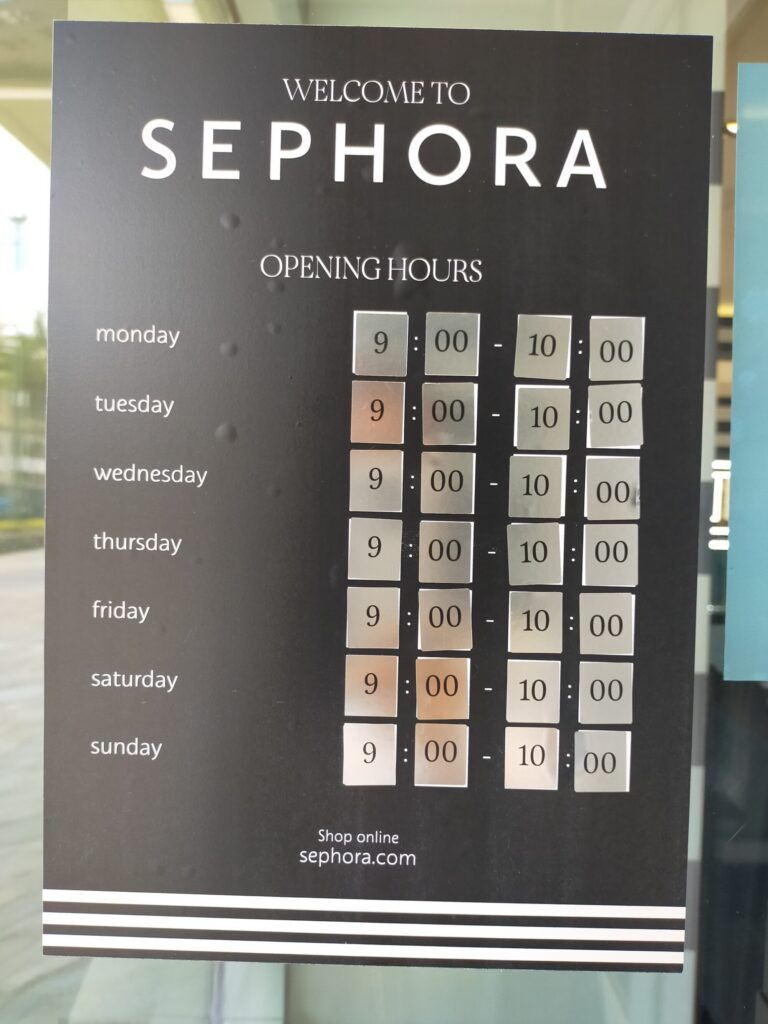 WELCOME TO
SEPHORA
OPENING HOURS
monday 9 : 00 - 10 : 00
tuesday 9 : 00 - 10 : 00
wednesday 9 : 00 - 10 : 00
thursday 9 : 00 - 10 : 00
friday 9 : 00 - 10 : 00
saturday 9 : 00 - 10 : 00
sunday 9 : 00 - 10 : 00
Shop online
sephora.com